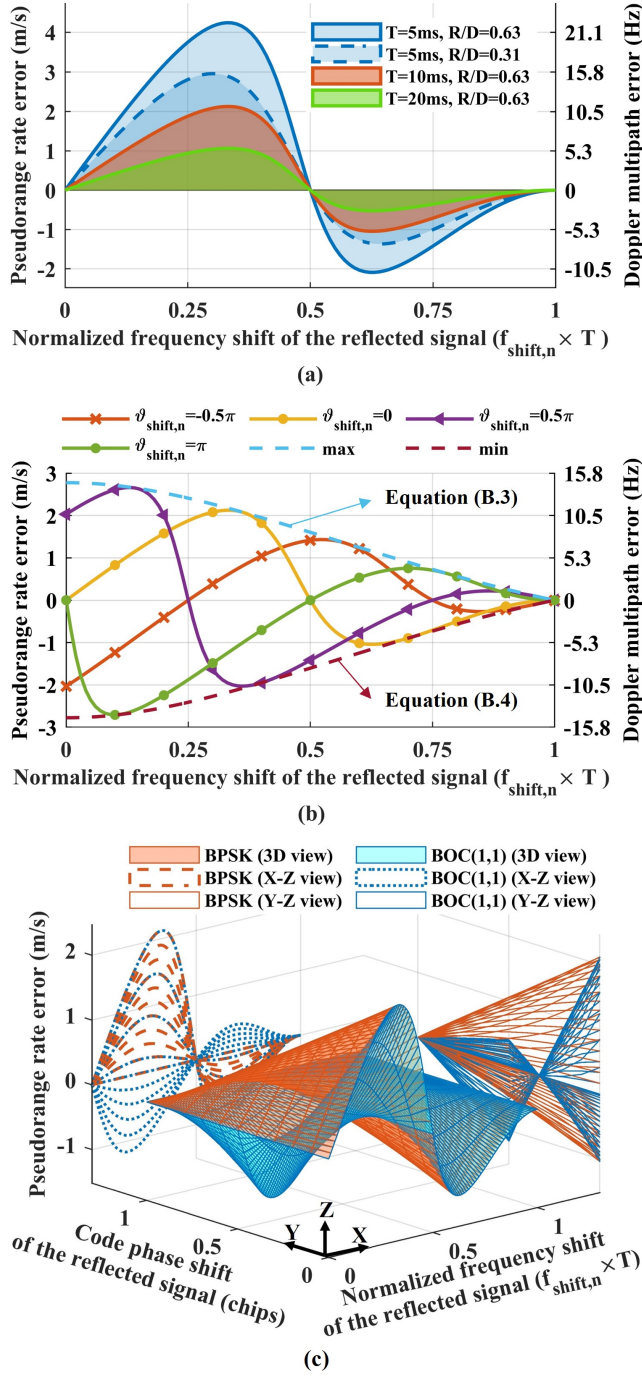 Pseudorange rate error (m/s)
4
3
2
1
0
-1
-2
21.1
15.8
10.5
5.3
0
-5.3
-10.5
Doppler multipath error (Hz)
T=5ms, R/D=0.63
T=5ms, R/D=0.31
T=10ms, R/D=0.63
T=20ms, R/D=0.63
0 0.25 0.5 0.75 1
Normalized frequency shift of the reflected signal (f_shift,n × T )
(a)
ϑ_shift,n=-0.5π ϑ_shift,n=0 ϑ_shift,n=0.5π
ϑ_shift,n=π max min
Pseudorange rate error (m/s)
3
2
1
0
-1
-2
-3
15.8
10.5
5.3
0
-5.3
-10.5
-15.8
Doppler multipath error (Hz)
Equation (B.3)
Equation (B.4)
0 0.25 0.5 0.75 1
Normalized frequency shift of the reflected signal (f_shift,n × T )
(b)
BPSK (3D view) BOC(1,1) (3D view)
BPSK (X-Z view) BOC(1,1) (X-Z view)
BPSK (Y-Z view) BOC(1,1) (Y-Z view)
Pseudorange rate error (m/s)
2
1
0
-1
1
0.5
0
Code phase shift
of the reflected signal (chips)
Z
Y
X
0
0.5
1
Normalized frequency shift
of the reflected signal (f_shift,n × T)
(c)